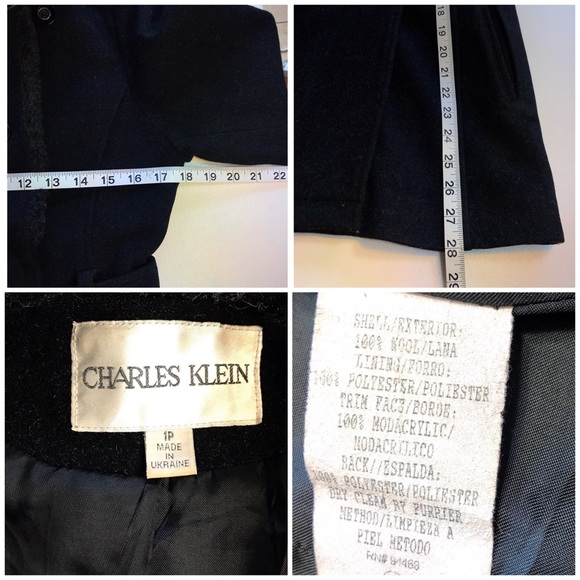 12 13 14 15 16 17 18 19 20 21 22
18
19
20
21
22
23
24
25
26
27
28
29
CHARLES KLEIN
1P
MADE
IN
UKRAINE
SHELL/EXTERIOR:
100% WOOL/LANA
LINING/FORRO:
100% POLYESTER/POLIESTER
TRIM FACE/BORDE:
100% MODACRYLIC/
MODACRILICO
BACK//ESPALDA:
100% POLYESTER/POLIESTER
DRY CLEAN BY FURRIER
METHOD/LIMPIEZA A
PIEL METODO
RN#